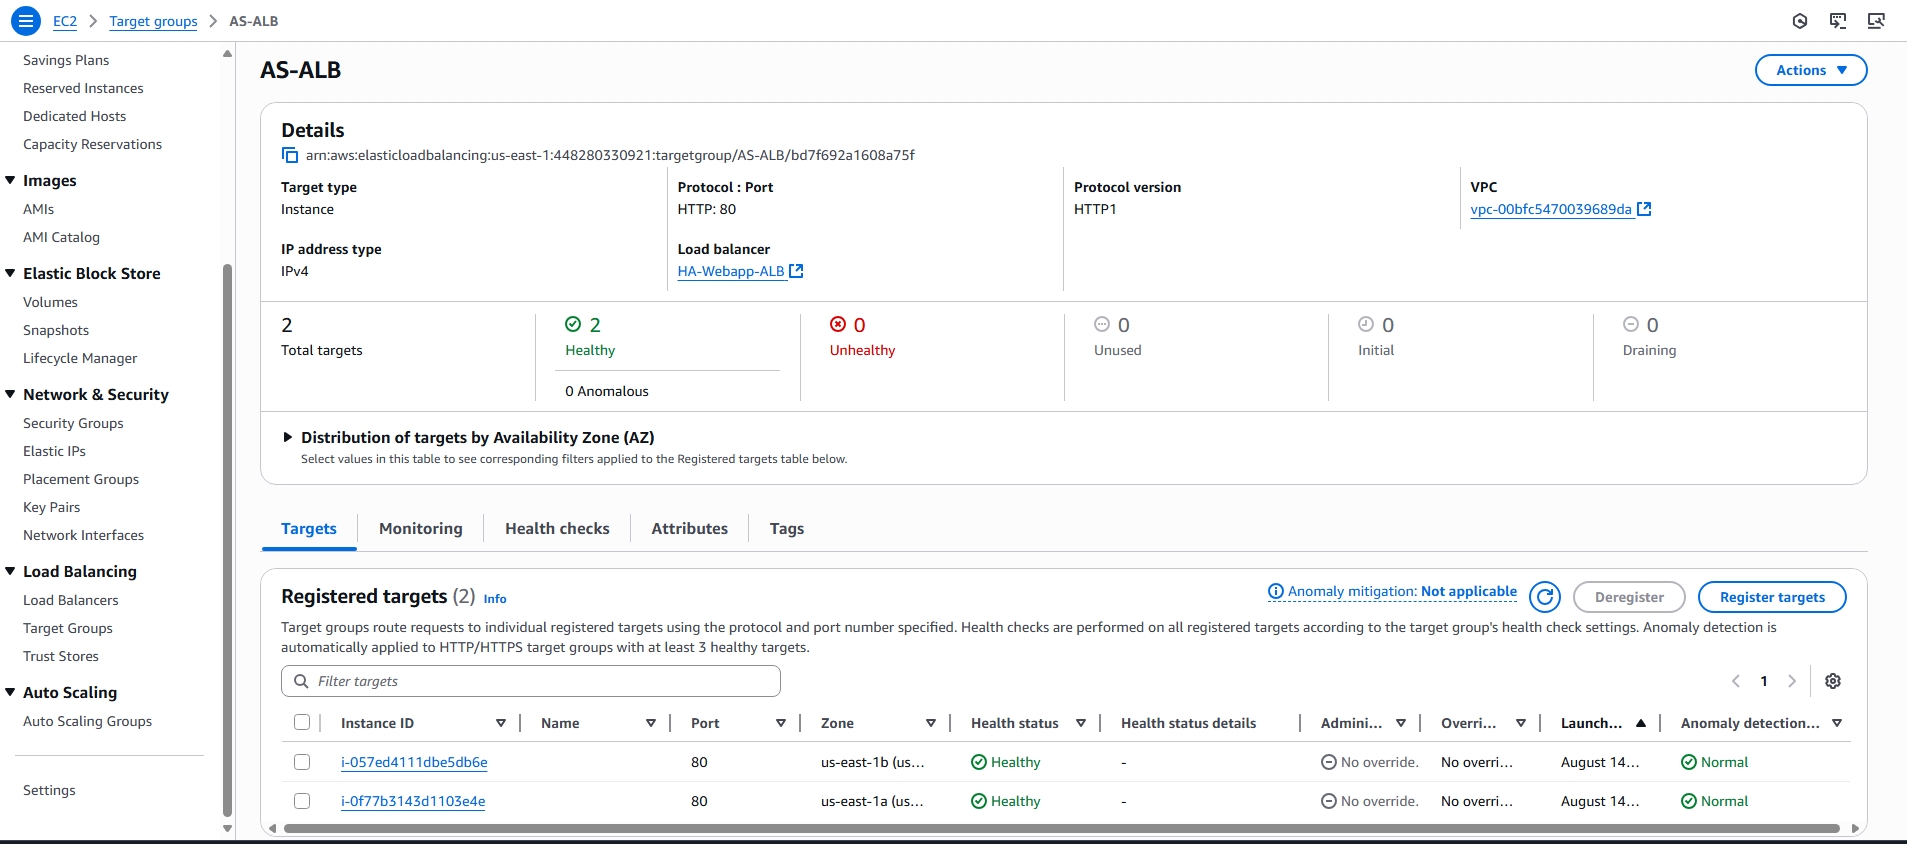 EC2 > Target groups > AS-ALB
Savings Plans
Reserved Instances
Dedicated Hosts
Capacity Reservations
Images
AMIs
AMI Catalog
Elastic Block Store
Volumes
Snapshots
Lifecycle Manager
Network & Security
Security Groups
Elastic IPs
Placement Groups
Key Pairs
Network Interfaces
Load Balancing
Load Balancers
Target Groups
Trust Stores
Auto Scaling
Auto Scaling Groups
Settings
AS-ALB
Actions
Details
arn:aws:elasticloadbalancing:us-east-1:448280330921:targetgroup/AS-ALB/bd7f692a1608a75f
Target type
Instance
Protocol : Port
HTTP: 80
Protocol version
HTTP1
VPC
vpc-00bfc5470039689da
IP address type
IPv4
Load balancer
HA-Webapp-ALB
2
Total targets
2
Healthy
0 Anomalous
0
Unhealthy
0
Unused
0
Initial
0
Draining
Distribution of targets by Availability Zone (AZ)
Select values in this table to see corresponding filters applied to the Registered targets table below.
Targets Monitoring Health checks Attributes Tags
Registered targets (2) Info
Anomaly mitigation: Not applicable
Deregister
Register targets
Target groups route requests to individual registered targets using the protocol and port number specified. Health checks are performed on all registered targets according to the target group's health check settings. Anomaly detection is
automatically applied to HTTP/HTTPS target groups with at least 3 healthy targets.
Filter targets
1
Instance ID Name Port Zone Health status Health status details Admini... Overri... Launch... Anomaly detection...
i-057ed4111dbe5db6e 80 us-east-1b (us... Healthy - No override. No overri... August 14... Normal
i-0f77b3143d1103e4e 80 us-east-1a (us... Healthy - No override. No overri... August 14... Normal